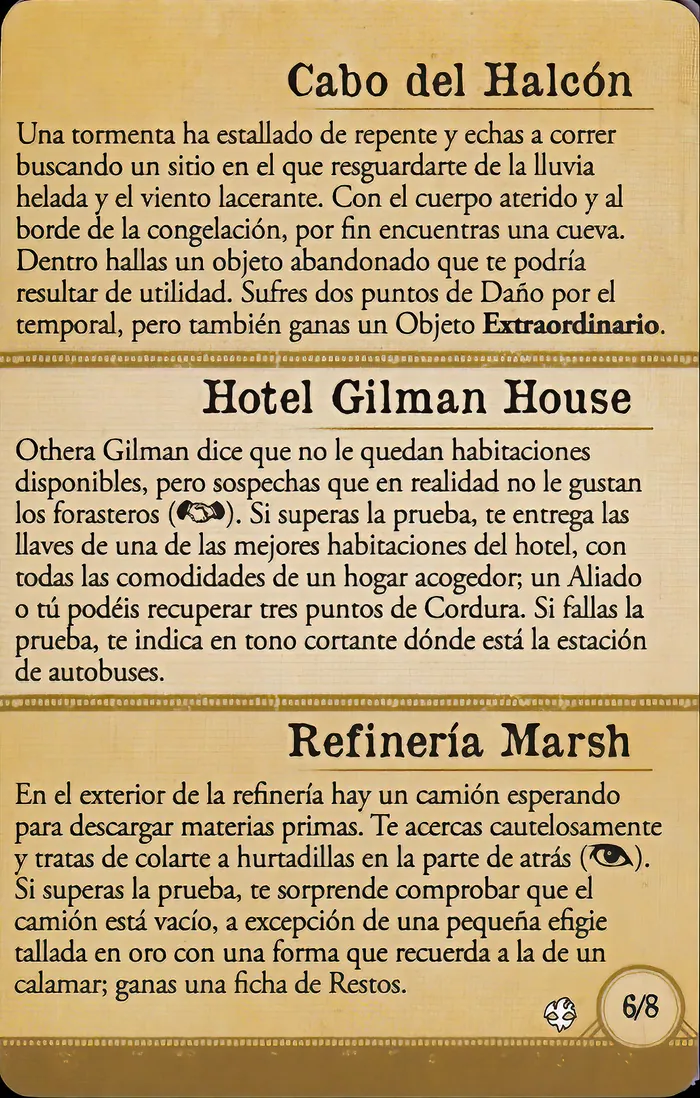 Cabo del Halcón
Una tormenta ha estallado de repente y echas a correr
buscando un sitio en el que resguardarte de la lluvia
helada y el viento lacerante. Con el cuerpo aterido y al
borde de la congelación, por fin encuentras una cueva.
Dentro hallas un objeto abandonado que te podría
resultar de utilidad. Sufres dos puntos de Daño por el
temporal, pero también ganas un Objeto Extraordinario.
Hotel Gilman House
Othera Gilman dice que no le quedan habitaciones
disponibles, pero sospechas que en realidad no le gustan
los forasteros (). Si superas la prueba, te entrega las
llaves de una de las mejores habitaciones del hotel, con
todas las comodidades de un hogar acogedor; un Aliado
o tú podéis recuperar tres puntos de Cordura. Si fallas la
prueba, te indica en tono cortante dónde está la estación
de autobuses.
Refinería Marsh
En el exterior de la refinería hay un camión esperando
para descargar materias primas. Te acercas cautelosamente
y tratas de colarte a hurtadillas en la parte de atrás ().
Si superas la prueba, te sorprende comprobar que el
camión está vacío, a excepción de una pequeña efigie
tallada en oro con una forma que recuerda a la de un
calamar; ganas una ficha de Restos.
6/8